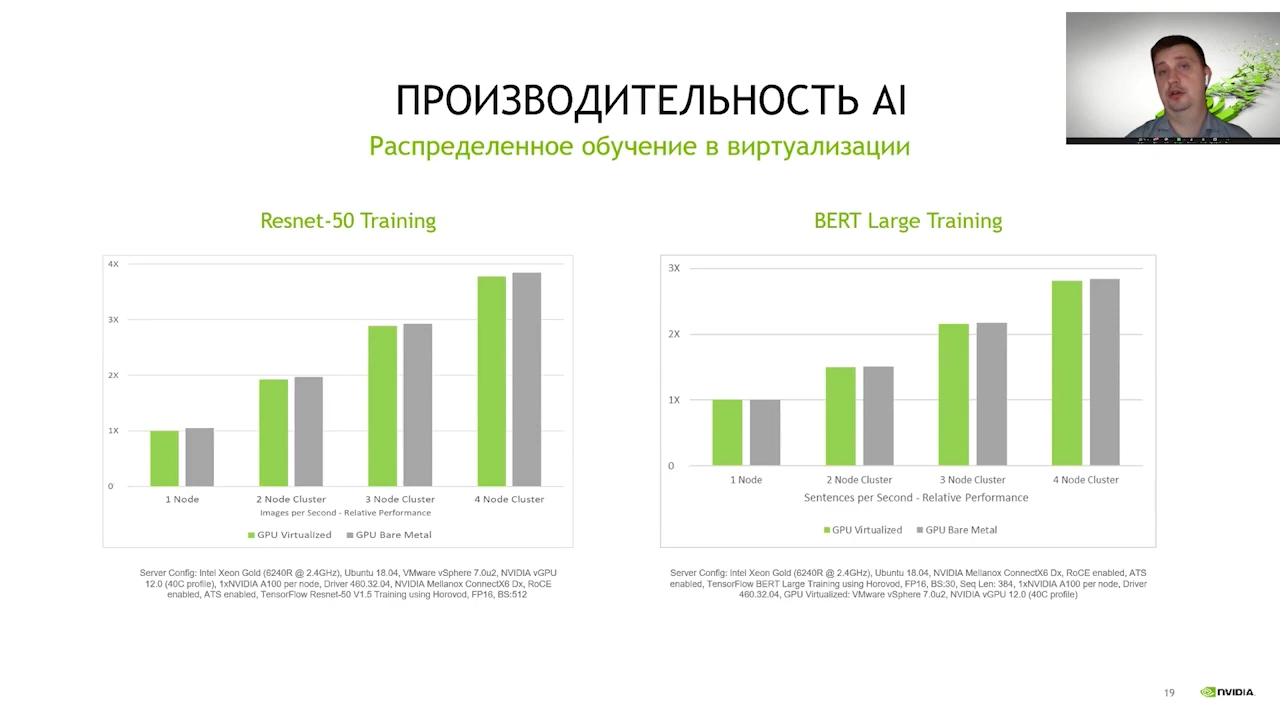 ПРОИЗВОДИТЕЛЬНОСТЬ AI
Распределенное обучение в виртуализации
Resnet-50 Training
4X
3X
2X
1X
0
1 Node
2 Node Cluster
3 Node Cluster
4 Node Cluster
Images per Second - Relative Performance
GPU Virtualized
GPU Bare Metal
Server Config: Intel Xeon Gold (6240R @ 2.4GHz), Ubuntu 18.04, VMware vSphere 7.0u2, NVIDIA vGPU
12.0 (40C profile), 1xNVIDIA A100 per node, Driver 460.32.04, NVIDIA Mellanox ConnectX6 Dx, RoCE
enabled, ATS enabled, TensorFlow Resnet-50 V1.5 Training using Horovod, FP16, BS:512
BERT Large Training
3X
2X
1X
0
1 Node
2 Node Cluster
3 Node Cluster
4 Node Cluster
Sentences per Second - Relative Performance
GPU Virtualized
GPU Bare Metal
Server Config: Intel Xeon Gold (6240R @ 2.4GHz), Ubuntu 18.04, NVIDIA Mellanox ConnectX6 Dx, RoCE enabled, ATS
enabled, TensorFlow BERT Large Training using Horovod, FP16, BS:30, Seq Len: 384, 1xNVIDIA A100 per node, Driver
460.32.04, GPU Virtualized: VMware vSphere 7.0u2, NVIDIA vGPU 12.0 (40C profile)
19
NVIDIA.